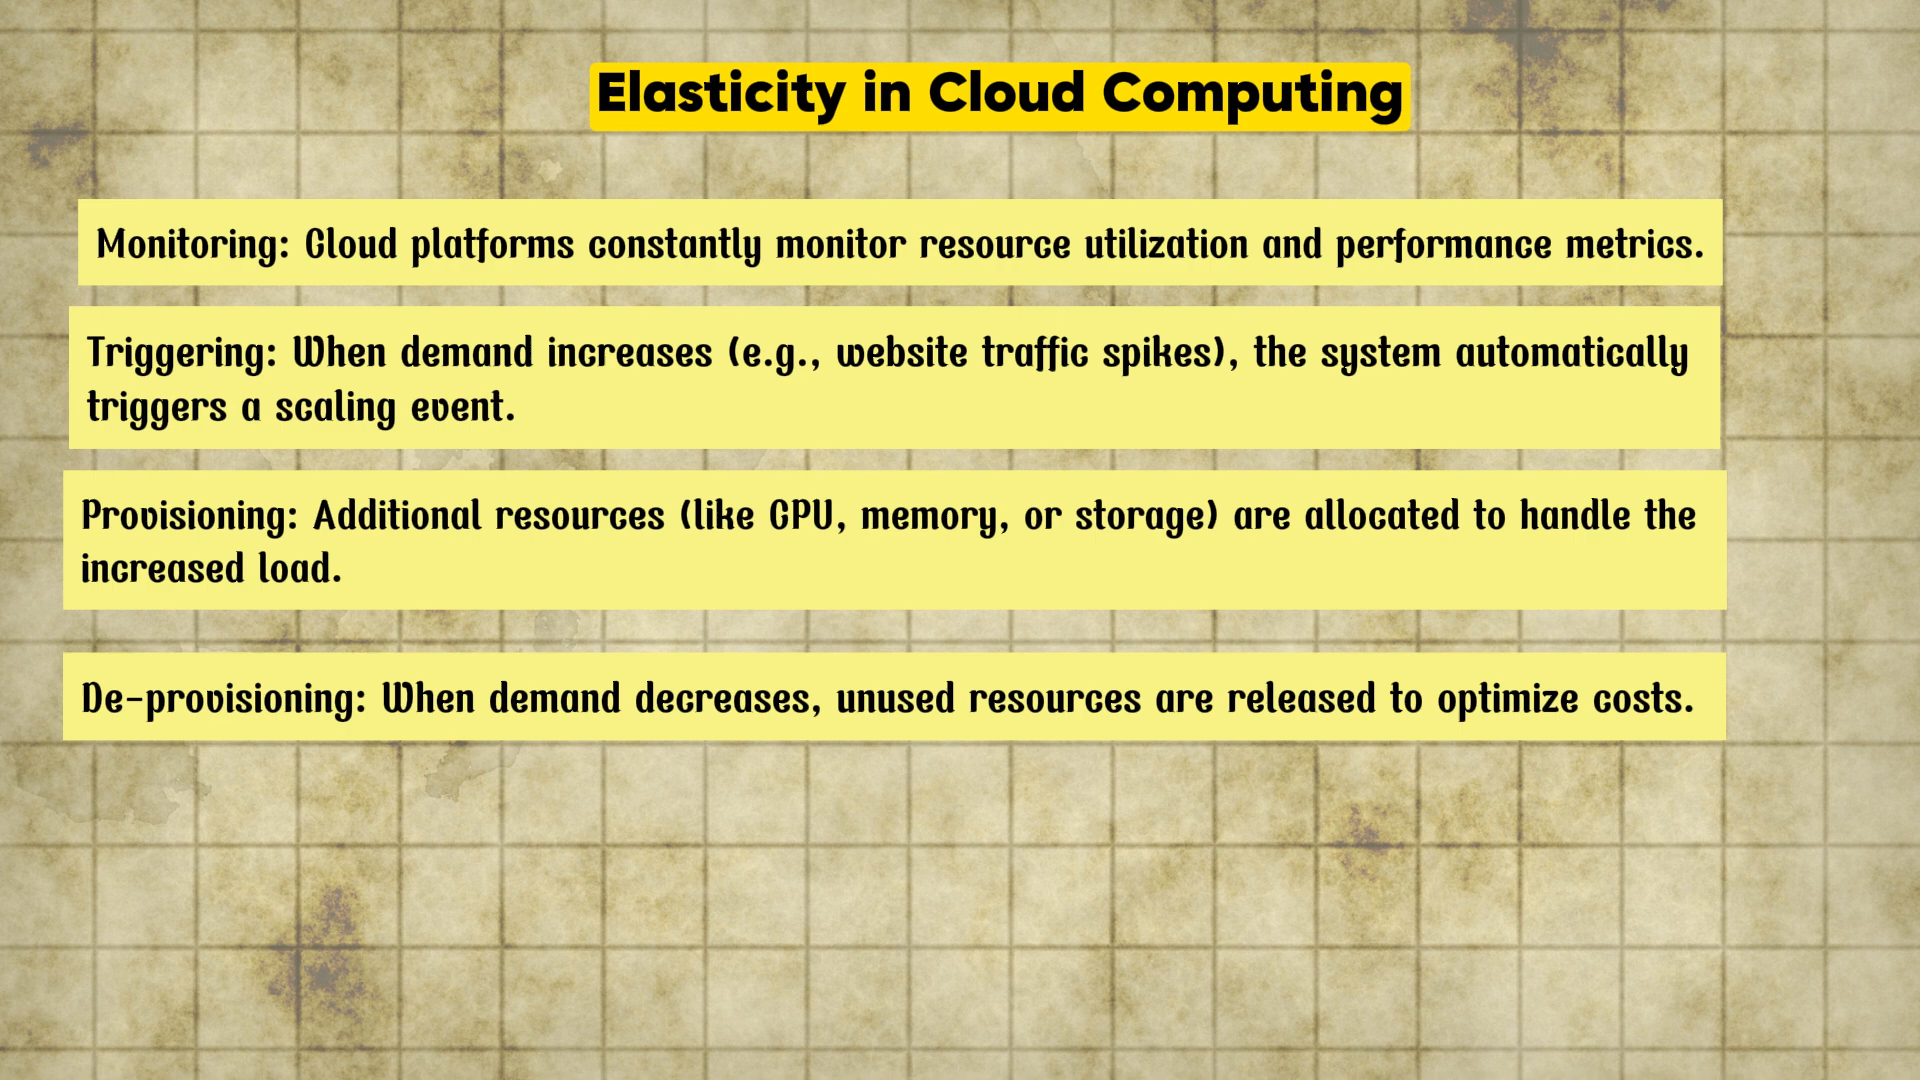 Elasticity in Cloud Computing
Monitoring: Cloud platforms constantly monitor resource utilization and performance metrics.
Triggering: When demand increases (e.g., website traffic spikes), the system automatically
triggers a scaling event.
Provisioning: Additional resources (like CPU, memory, or storage) are allocated to handle the
increased load.
De-provisioning: When demand decreases, unused resources are released to optimize costs.